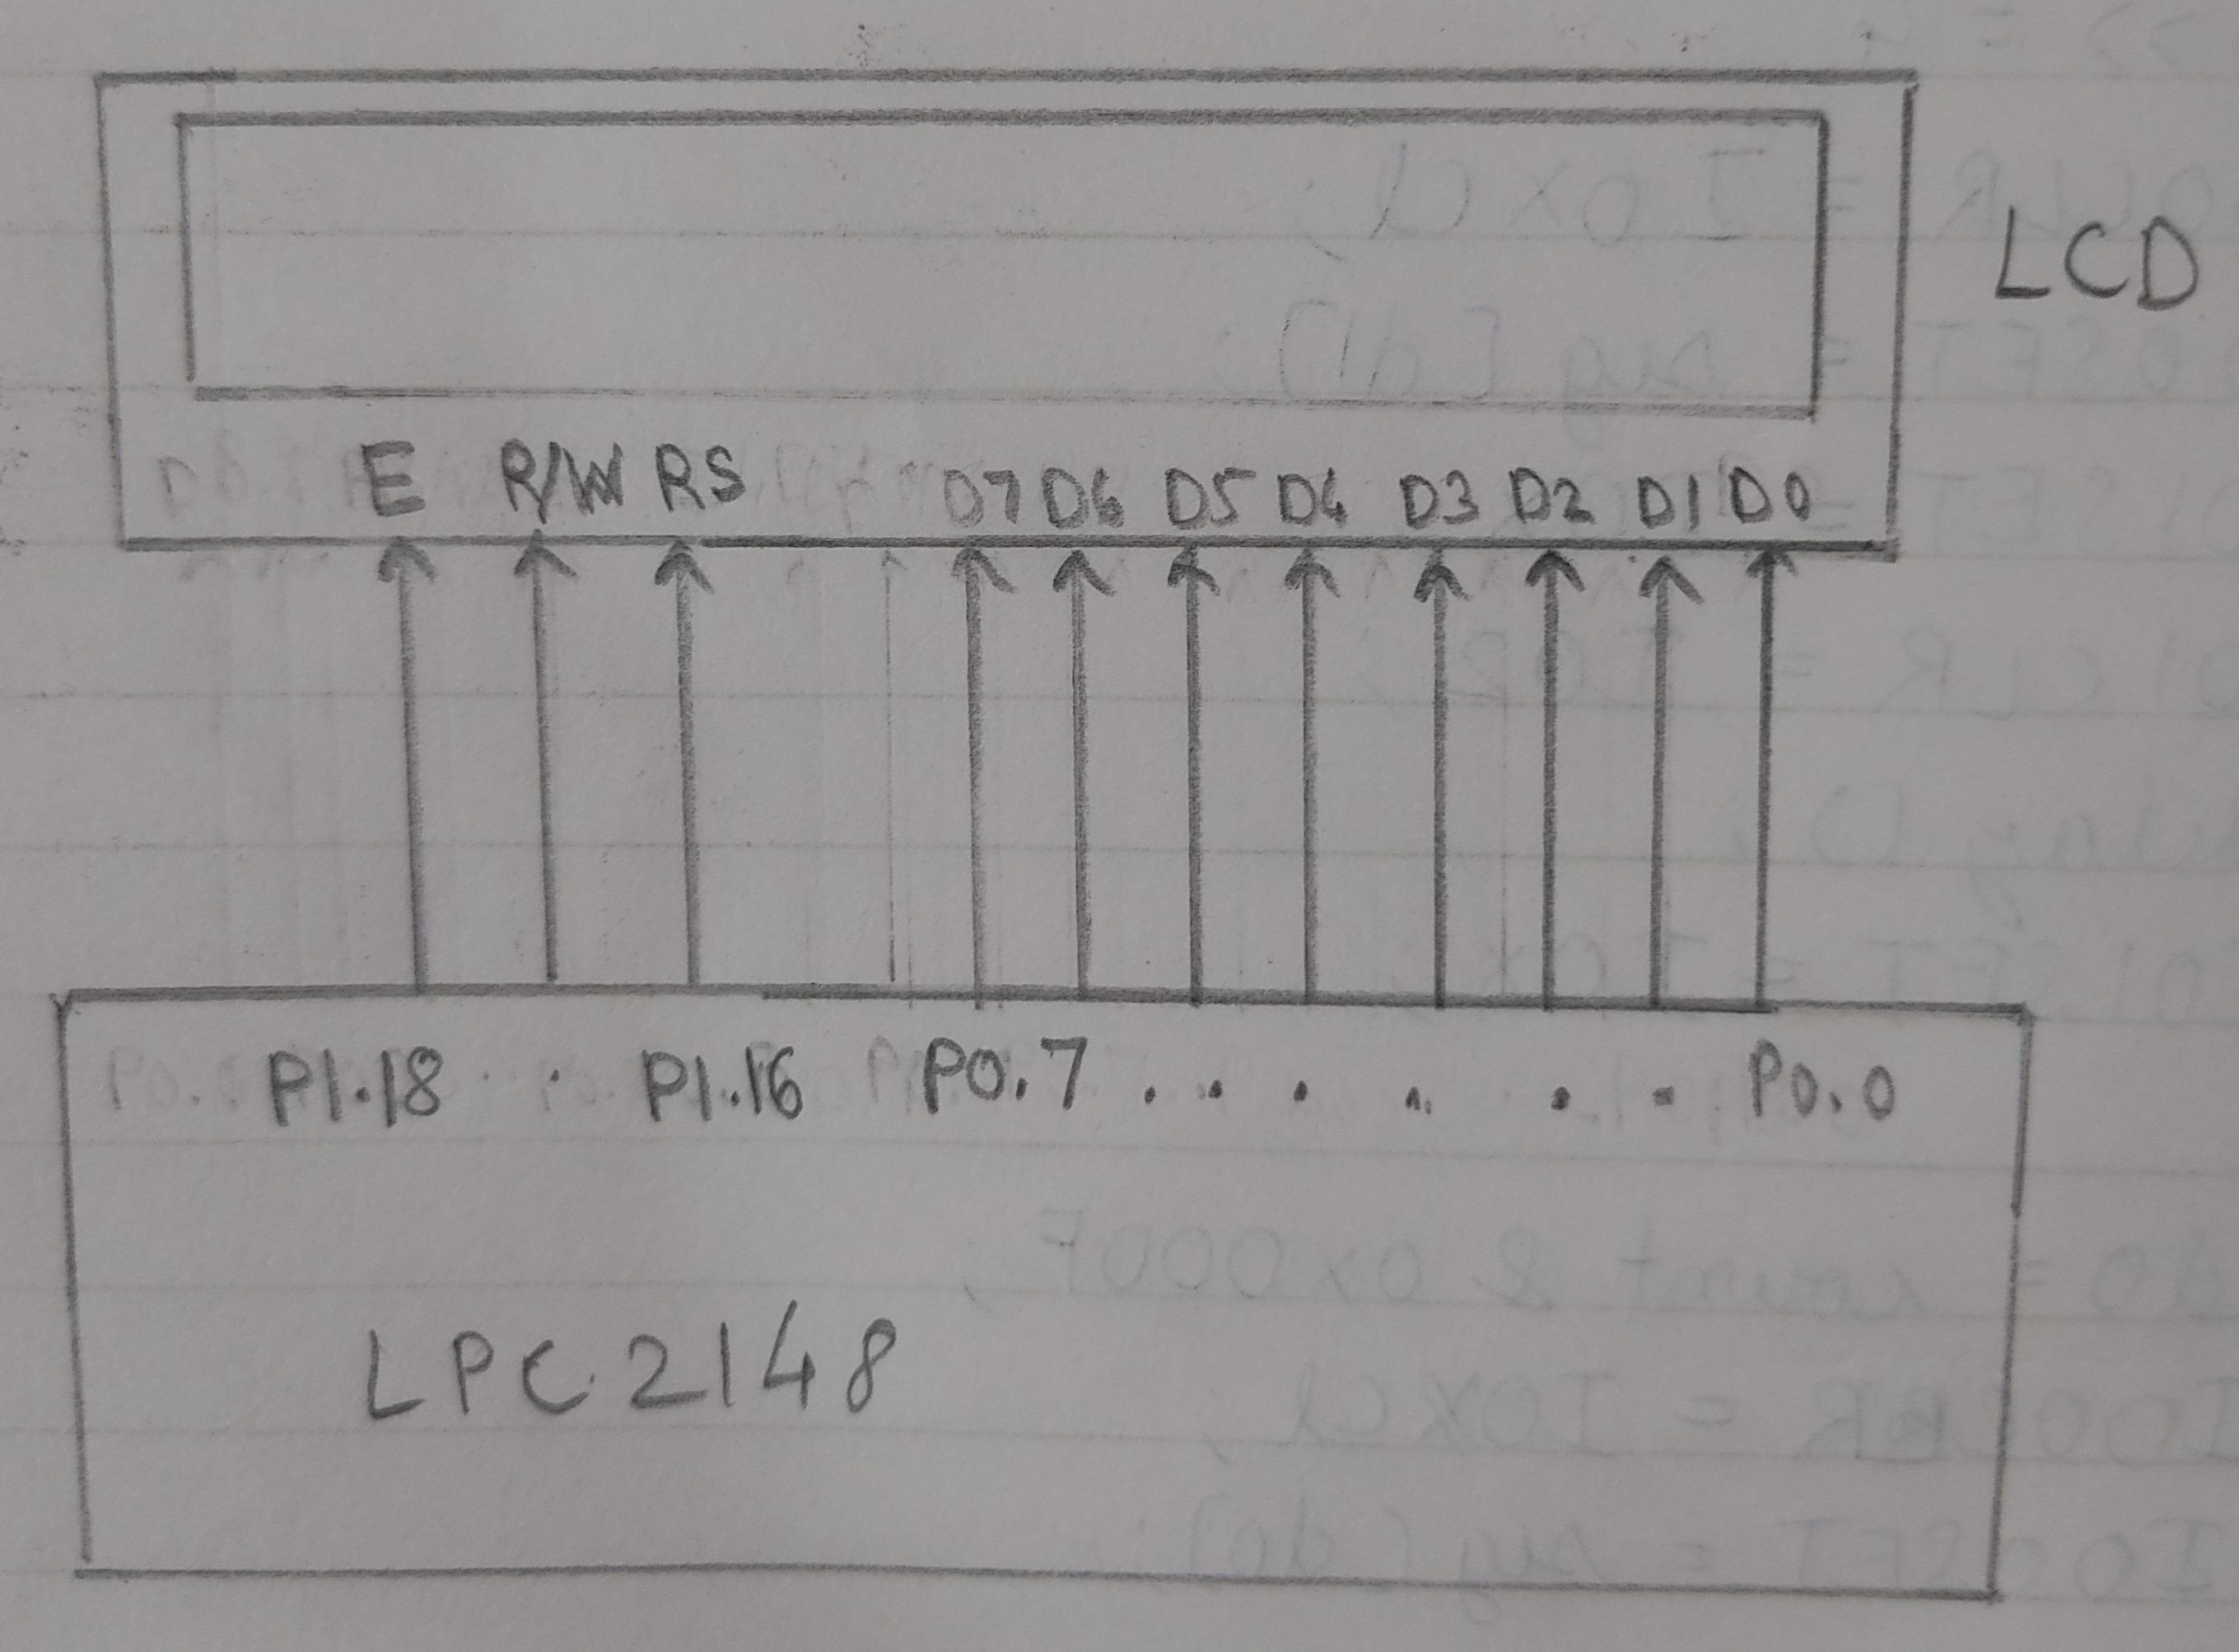 LCD
E R/W RS D7 D6 D5 D4 D3 D2 D1 D0
P1.18 . . P1.16 P0.7 . . . . . . P0.0
LPC2148